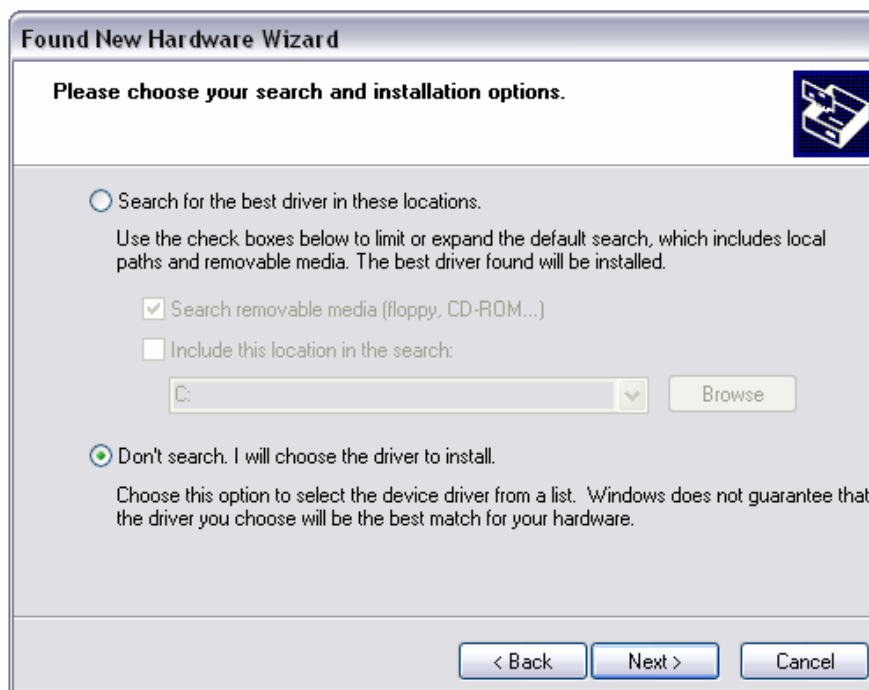 Found New Hardware Wizard
Please choose your search and installation options.
Search for the best driver in these locations.
Use the check boxes below to limit or expand the default search, which includes local
paths and removable media. The best driver found will be installed.
Search removable media (floppy, CD-ROM...)
Include this location in the search:
C:
Browse
Don't search. I will choose the driver to install.
Choose this option to select the device driver from a list. Windows does not guarantee that
the driver you choose will be the best match for your hardware.
< Back
Next >
Cancel